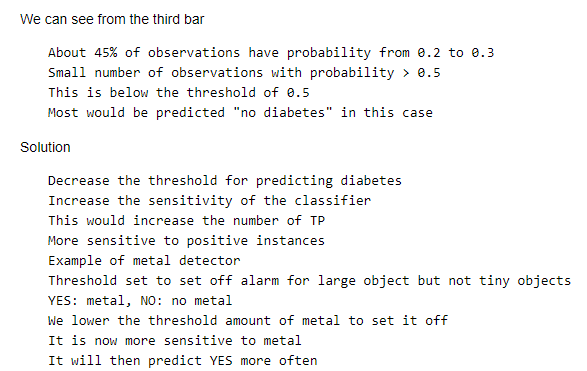 We can see from the third bar
About 45% of observations have probability from 0.2 to 0.3
Small number of observations with probability > 0.5
This is below the threshold of 0.5
Most would be predicted "no diabetes" in this case
Solution
Decrease the threshold for predicting diabetes
Increase the sensitivity of the classifier
This would increase the number of TP
More sensitive to positive instances
Example of metal detector
Threshold set to set off alarm for large object but not tiny objects
YES: metal, NO: no metal
We lower the threshold amount of metal to set it off
It is now more sensitive to metal
It will then predict YES more often